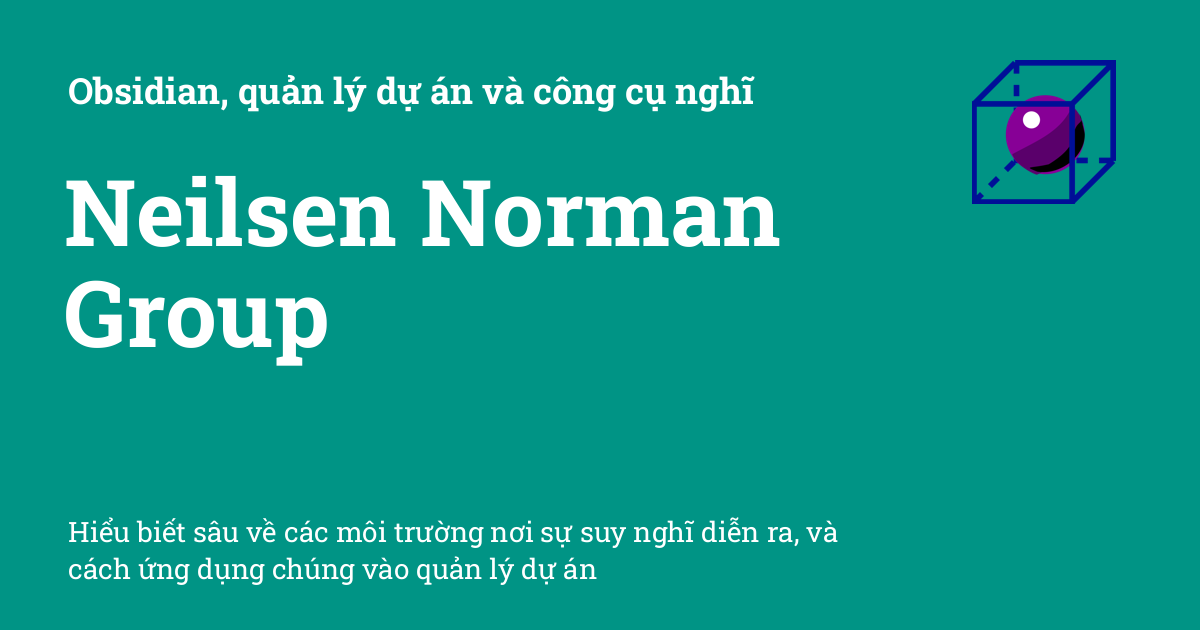 Obsidian, quản lý dự án và công cụ nghĩ
Neilsen Norman
Group
Hiểu biết sâu về các môi trường nơi sự suy nghĩ diễn ra, và
cách ứng dụng chúng vào quản lý dự án